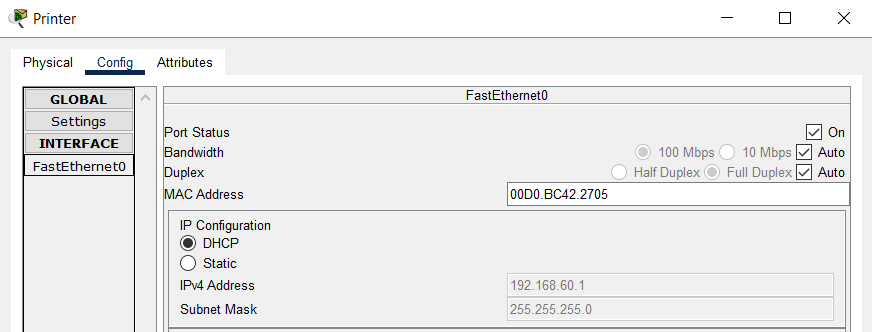 Printer
Physical Config Attributes
GLOBAL
Settings
INTERFACE
FastEthernet0
FastEthernet0
Port Status On
Bandwidth 100 Mbps 10 Mbps Auto
Duplex Half Duplex Full Duplex Auto
MAC Address 00D0.BC42.2705
IP Configuration
DHCP
Static
IPv4 Address 192.168.60.1
Subnet Mask 255.255.255.0